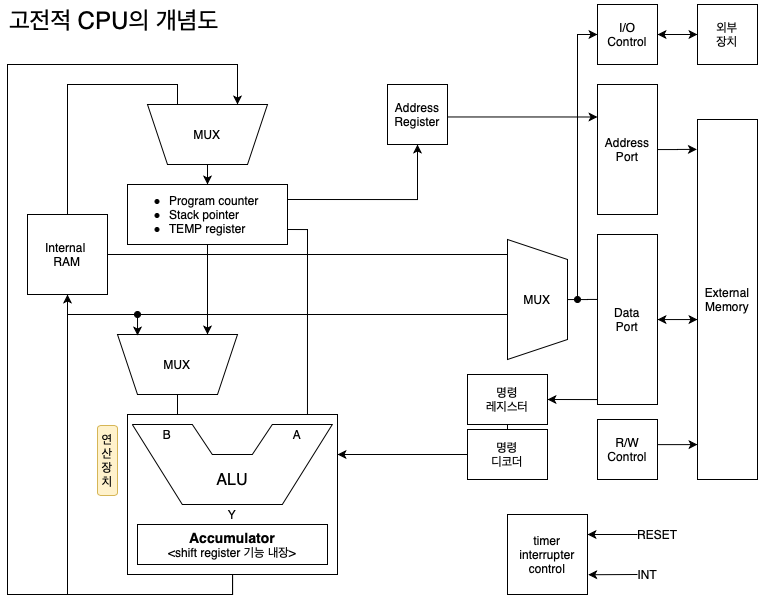 고전적 CPU의 개념도
I/O
Control
외부
장치
MUX
Address
Register
Address
Port
• Program counter
• Stack pointer
• TEMP register
Internal
RAM
MUX
Data
Port
External
Memory
MUX
명령
레지스터
명령
디코더
R/W
Control
연
산
장
치
B
A
ALU
Y
Accumulator
<shift register 기능 내장>
timer
interrupter
control
RESET
INT